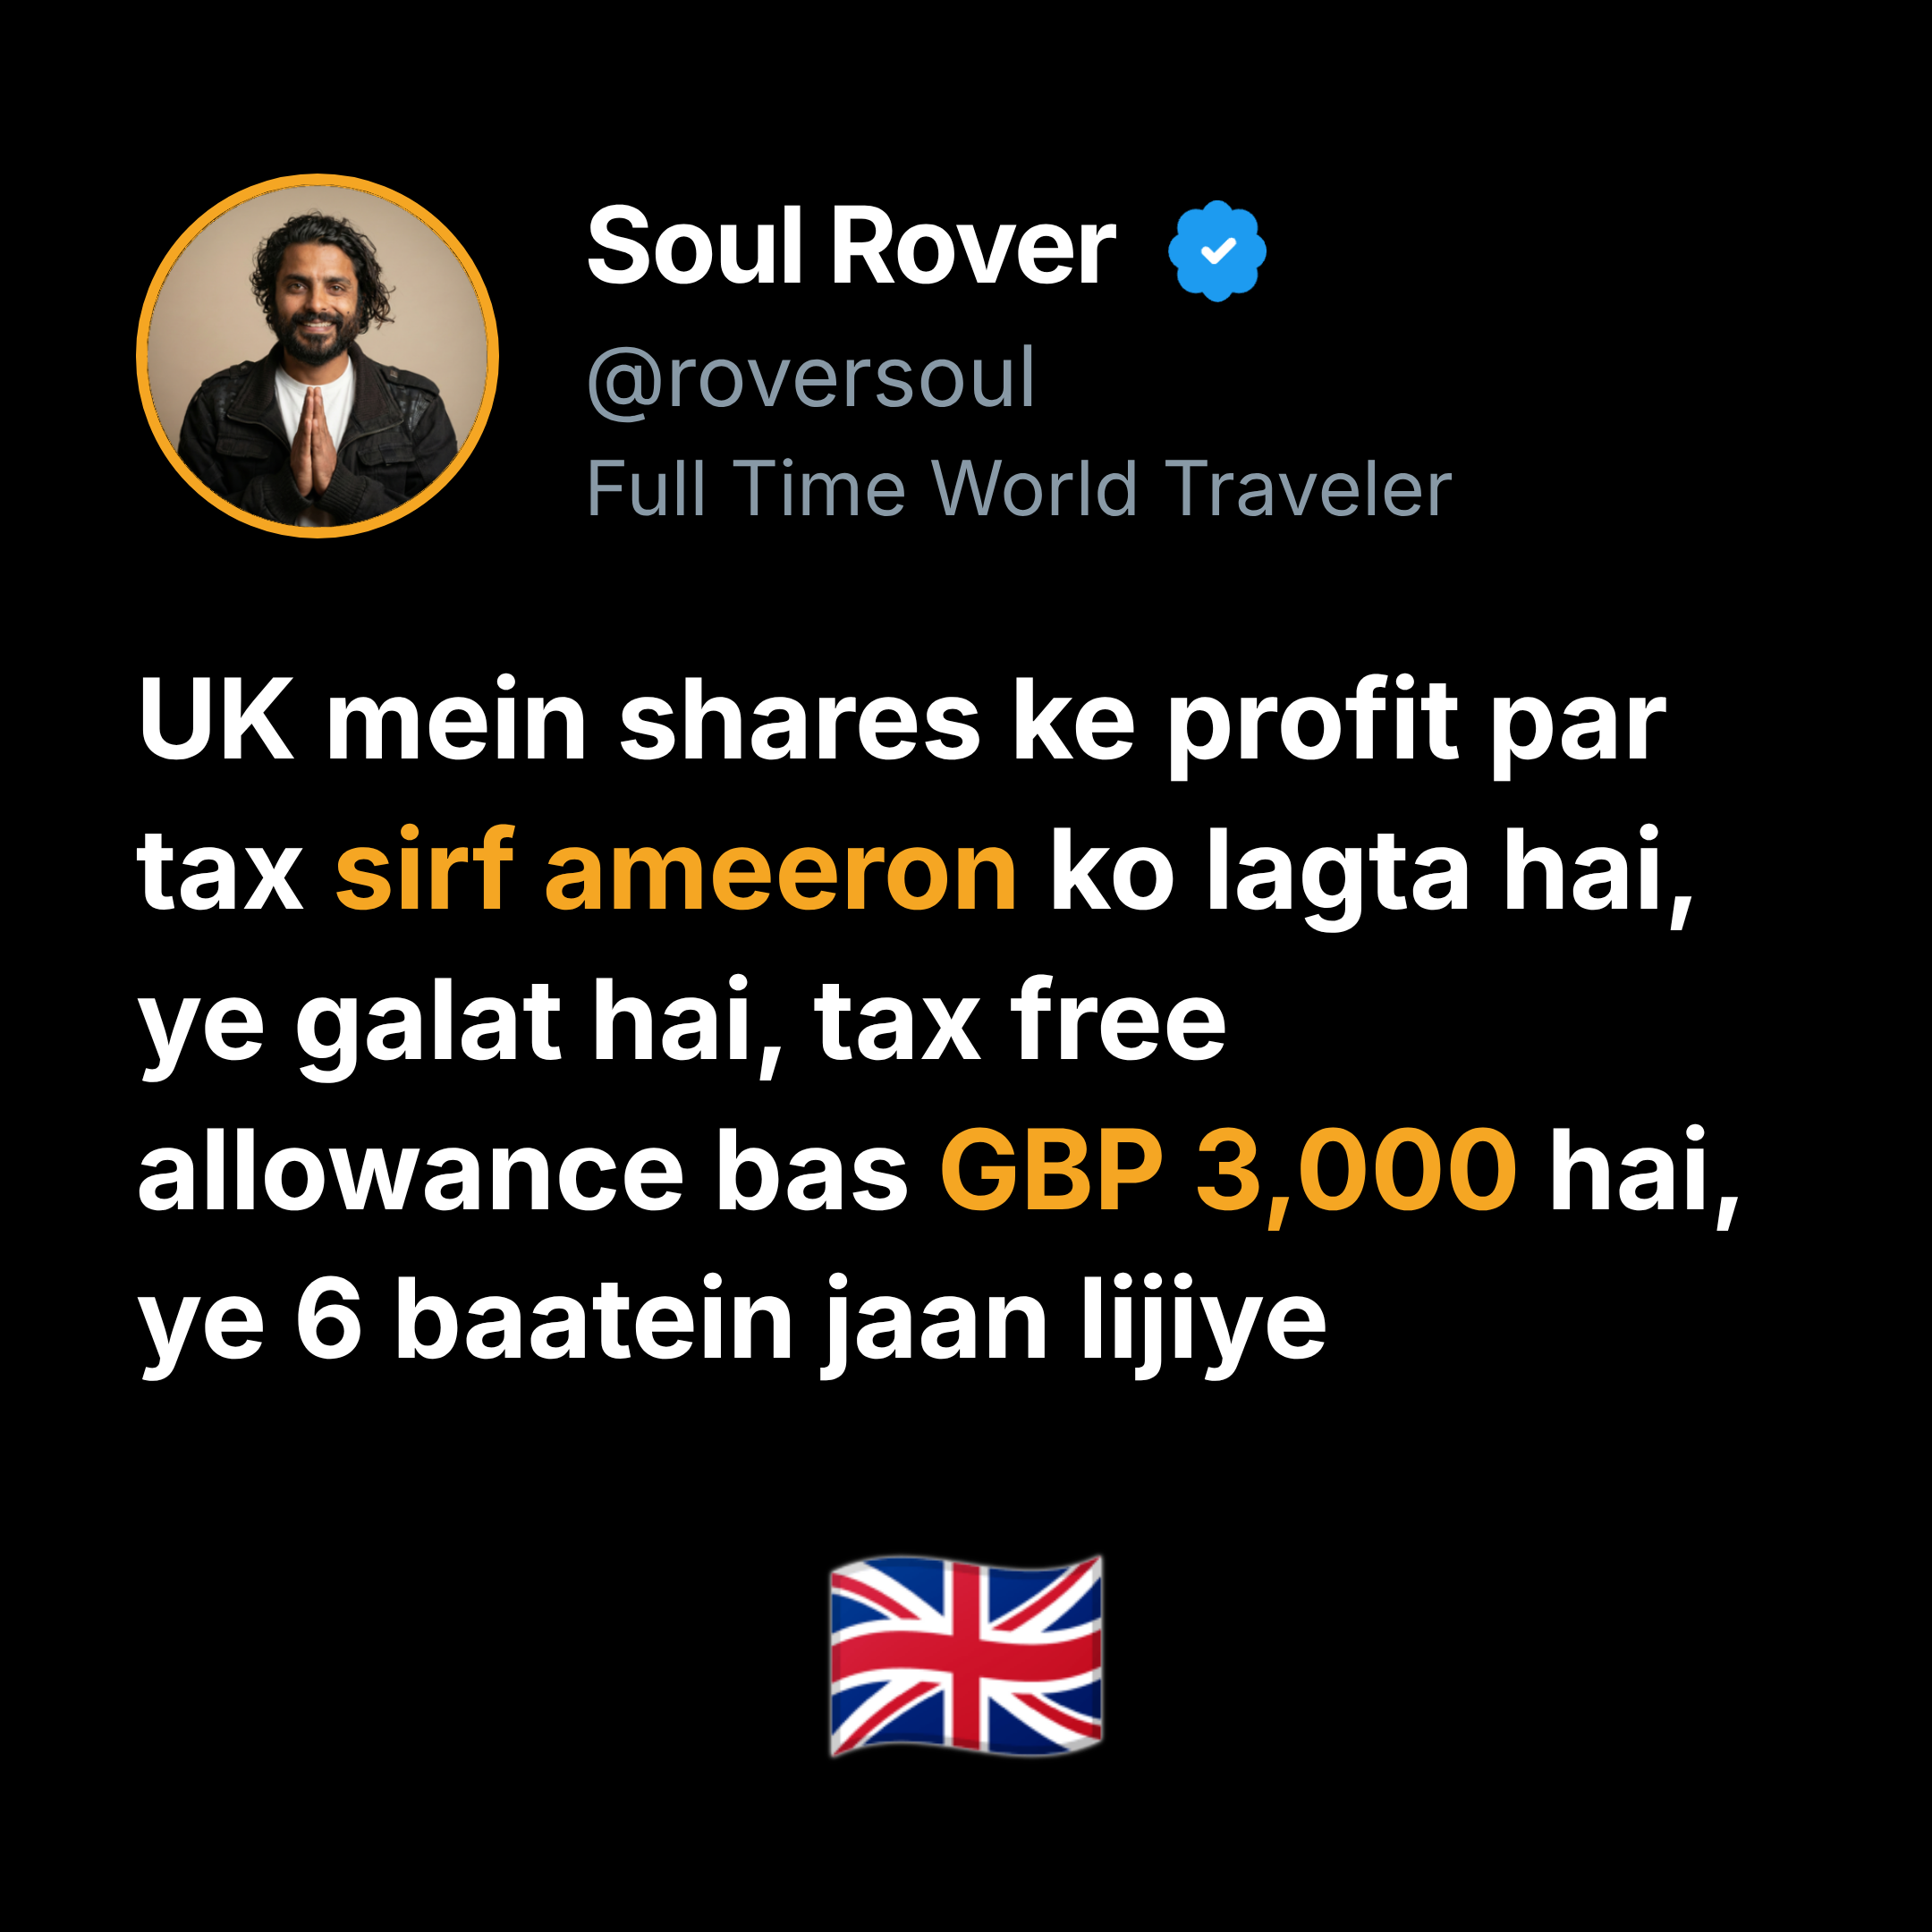 Soul Rover
@roversoul
Full Time World Traveler
UK mein shares ke profit par
tax sirf ameeron ko lagta hai,
ye galat hai, tax free
allowance bas GBP 3,000 hai,
ye 6 baatein jaan lijiye